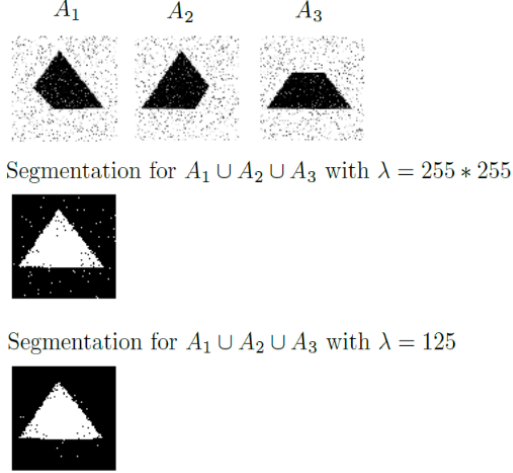 A₁ A₂ A₃
Segmentation for A₁ ∪ A₂ ∪ A₃ with λ = 255 ∗ 255
Segmentation for A₁ ∪ A₂ ∪ A₃ with λ = 125